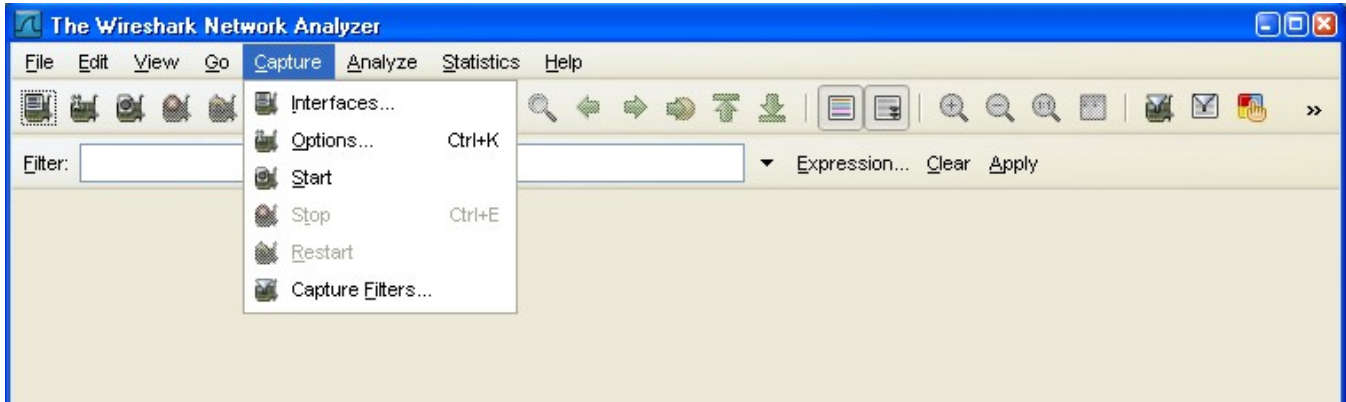 The Wireshark Network Analyzer
File Edit View Go Capture Analyze Statistics Help
Interfaces...
Options... Ctrl+K
Start
Stop Ctrl+E
Restart
Capture Filters...
Filter: Expression... Clear Apply